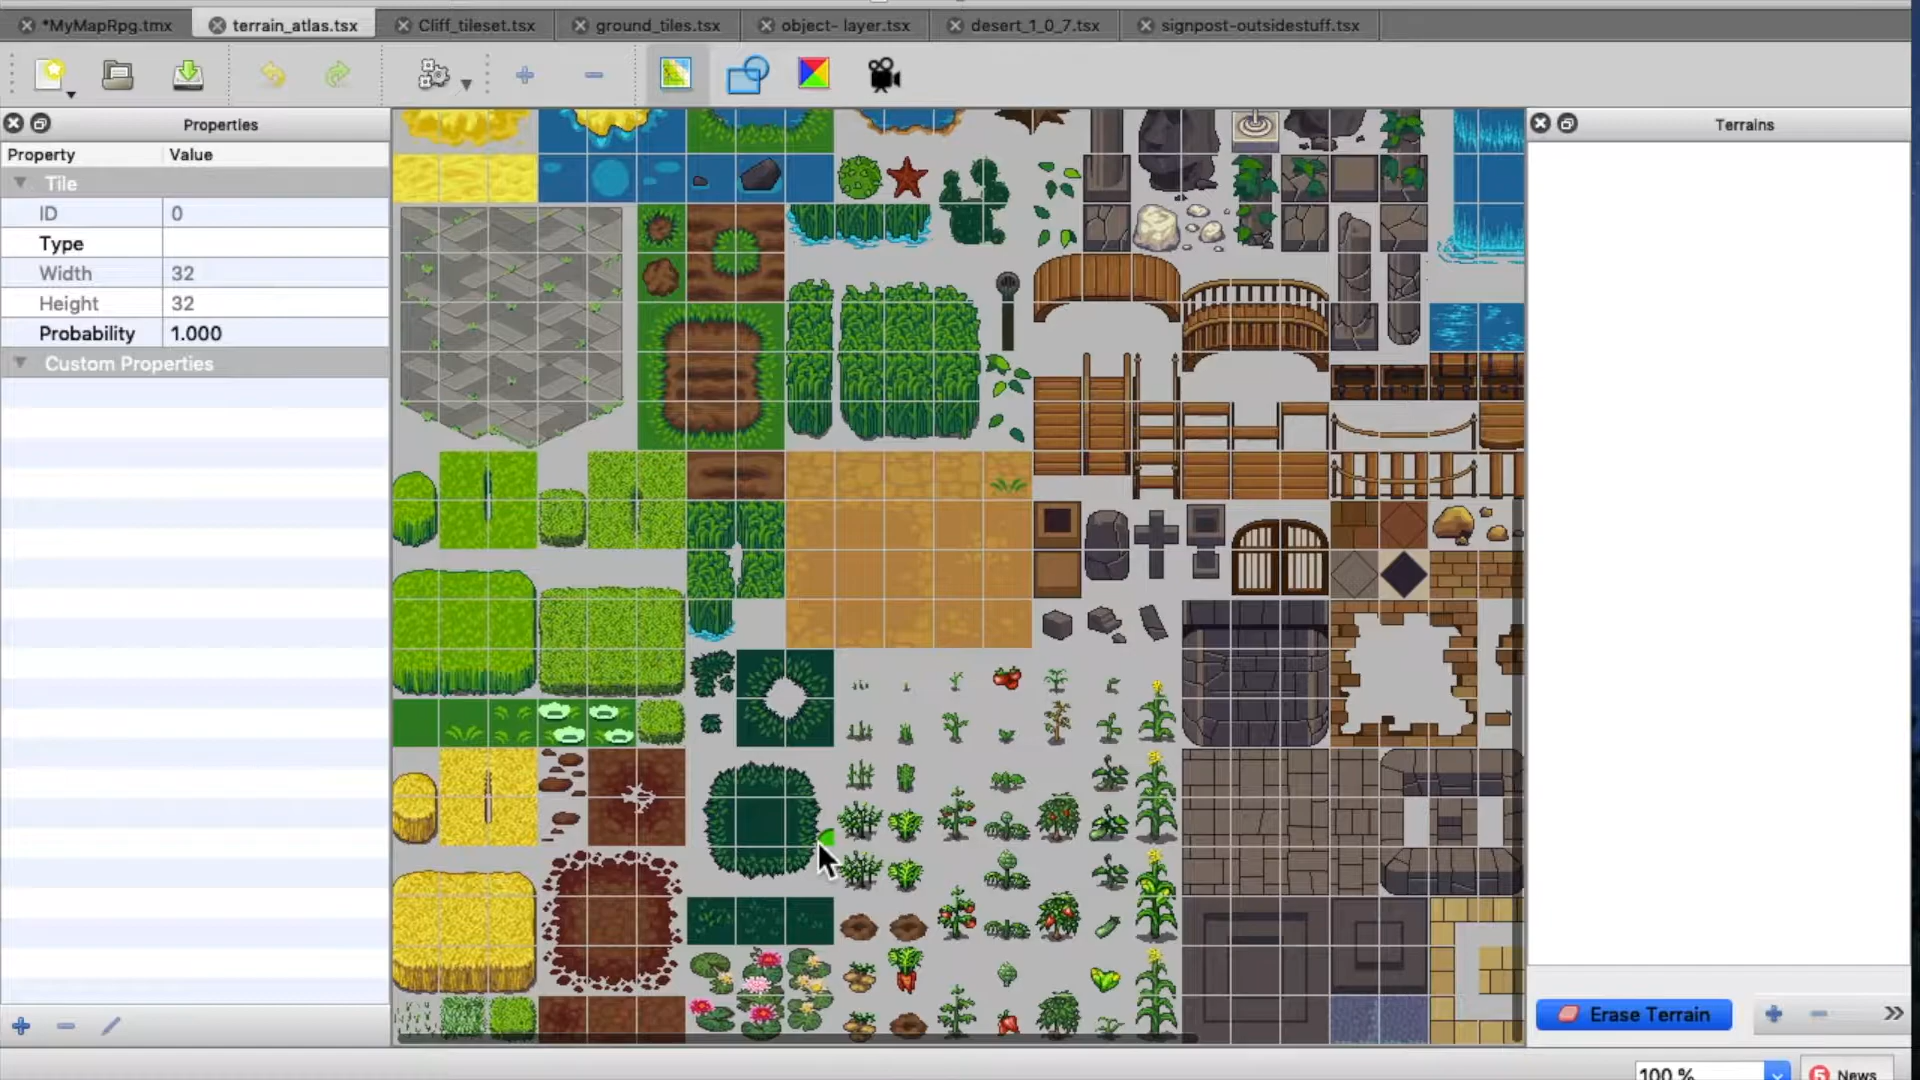 *MyMapRpg.tmx terrain_atlas.tsx Cliff_tileset.tsx ground_tiles.tsx object- layer.tsx desert_1_0_7.tsx signpost-outsidestuff.tsx
Properties
Property Value
Tile
ID 0
Type
Width 32
Height 32
Probability 1.000
Custom Properties
Terrains
Erase Terrain
100 % News